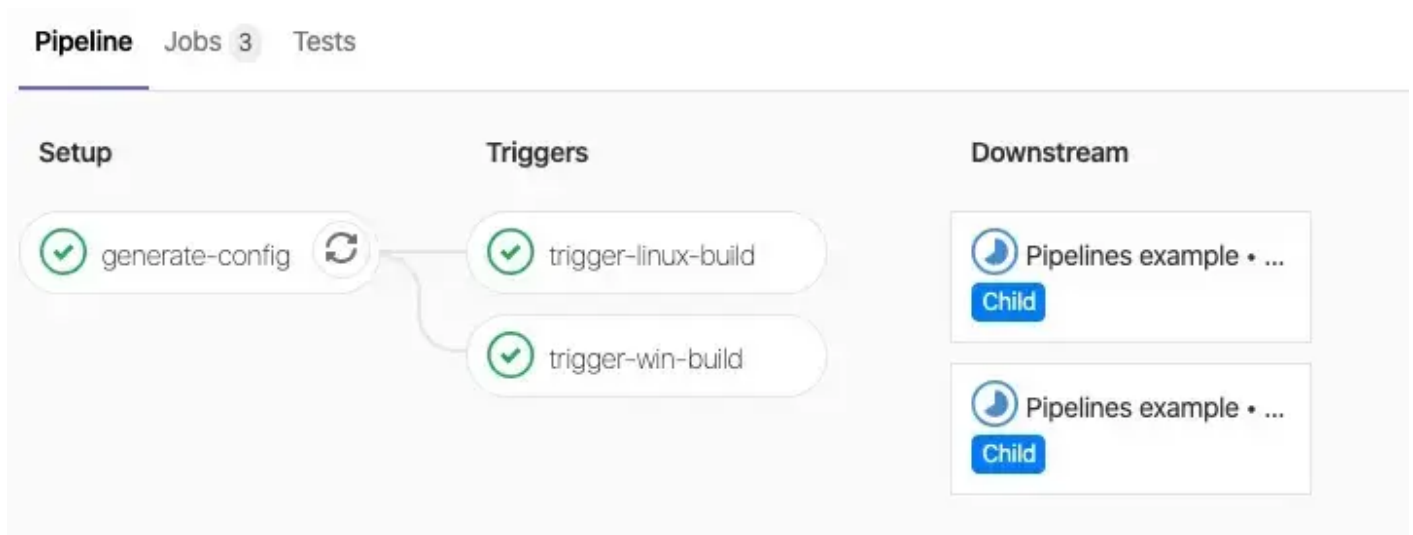 Pipeline Jobs 3 Tests
Setup Triggers Downstream
generate-config trigger-linux-build Pipelines example • ...
Child
trigger-win-build
Pipelines example • ...
Child